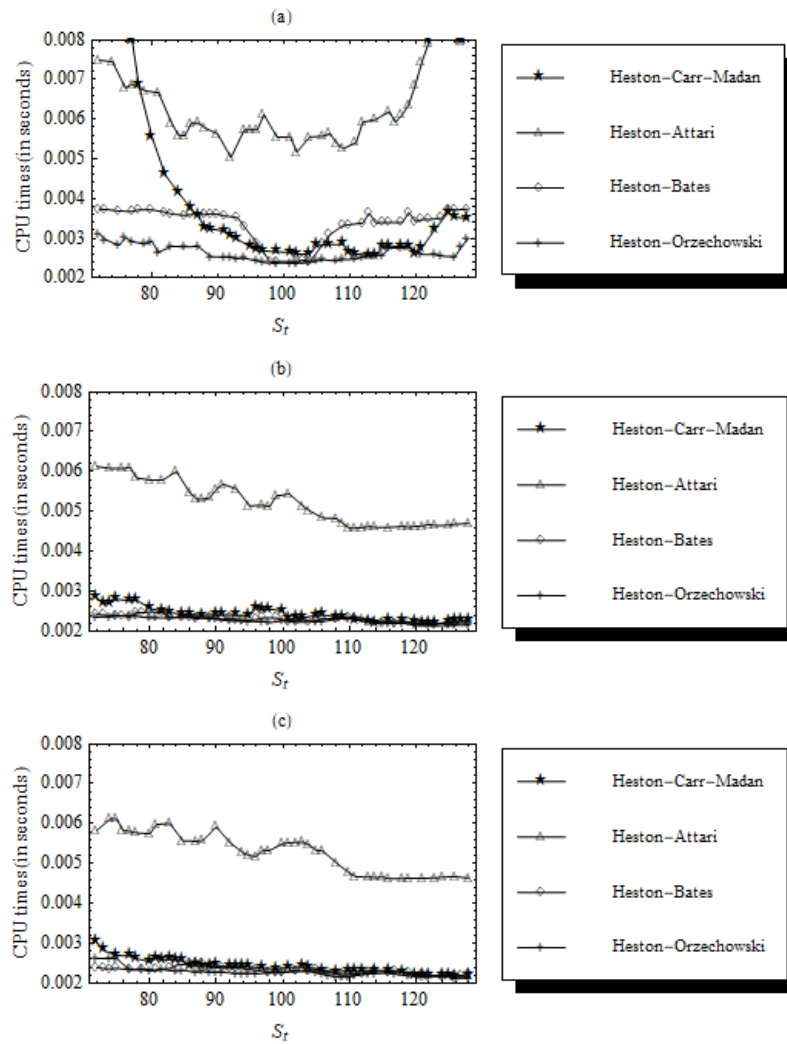 (a)
CPU times (in seconds)
0.008
0.007
0.006
0.005
0.004
0.003
0.002
80 90 100 110 120
St
Heston–Carr–Madan
Heston–Attari
Heston–Bates
Heston–Orzechowski
(b)
CPU times (in seconds)
0.008
0.007
0.006
0.005
0.004
0.003
0.002
80 90 100 110 120
St
Heston–Carr–Madan
Heston–Attari
Heston–Bates
Heston–Orzechowski
(c)
CPU times (in seconds)
0.008
0.007
0.006
0.005
0.004
0.003
0.002
80 90 100 110 120
St
Heston–Carr–Madan
Heston–Attari
Heston–Bates
Heston–Orzechowski